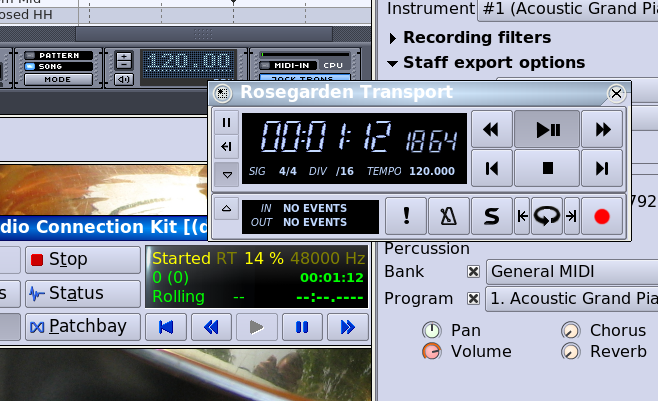 osed HH
Instrument #1 (Acoustic Grand Pia
Recording filters
Staff export options
PATTERN
SONG
MODE
120.00
MIDI-IN CPU
JACK TRANS
Rosegarden Transport
00:01:12 1864
SIG 4/4 DIV /16 TEMPO 120.000
IN NO EVENTS
OUT NO EVENTS
! S
792
dio Connection Kit [(d
Stop
Status
Patchbay
s
Started RT 14 % 48000 Hz
0 (0) 00:01:12
Rolling -- --:--.----
Percussion
Bank General MIDI
Program 1. Acoustic Grand Pia
Pan Chorus
Volume Reverb